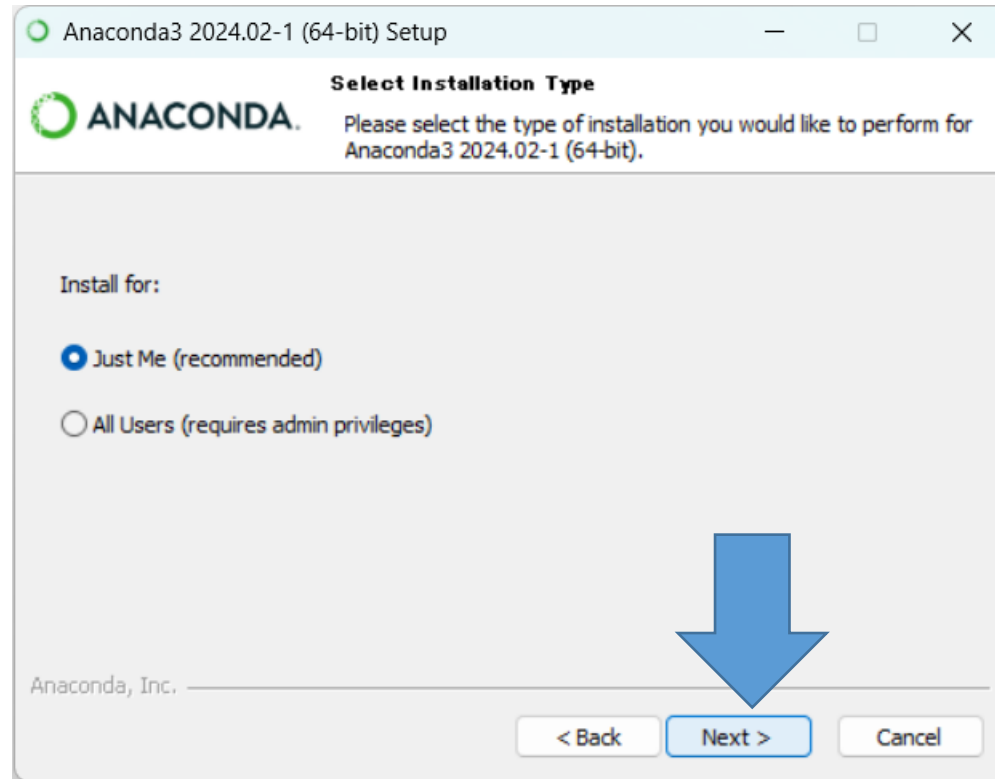 Anaconda3 2024.02-1 (64-bit) Setup
ANACONDA.
Select Installation Type
Please select the type of installation you would like to perform for
Anaconda3 2024.02-1 (64-bit).
Install for:
Just Me (recommended)
All Users (requires admin privileges)
Anaconda, Inc.
< Back
Next >
Cancel